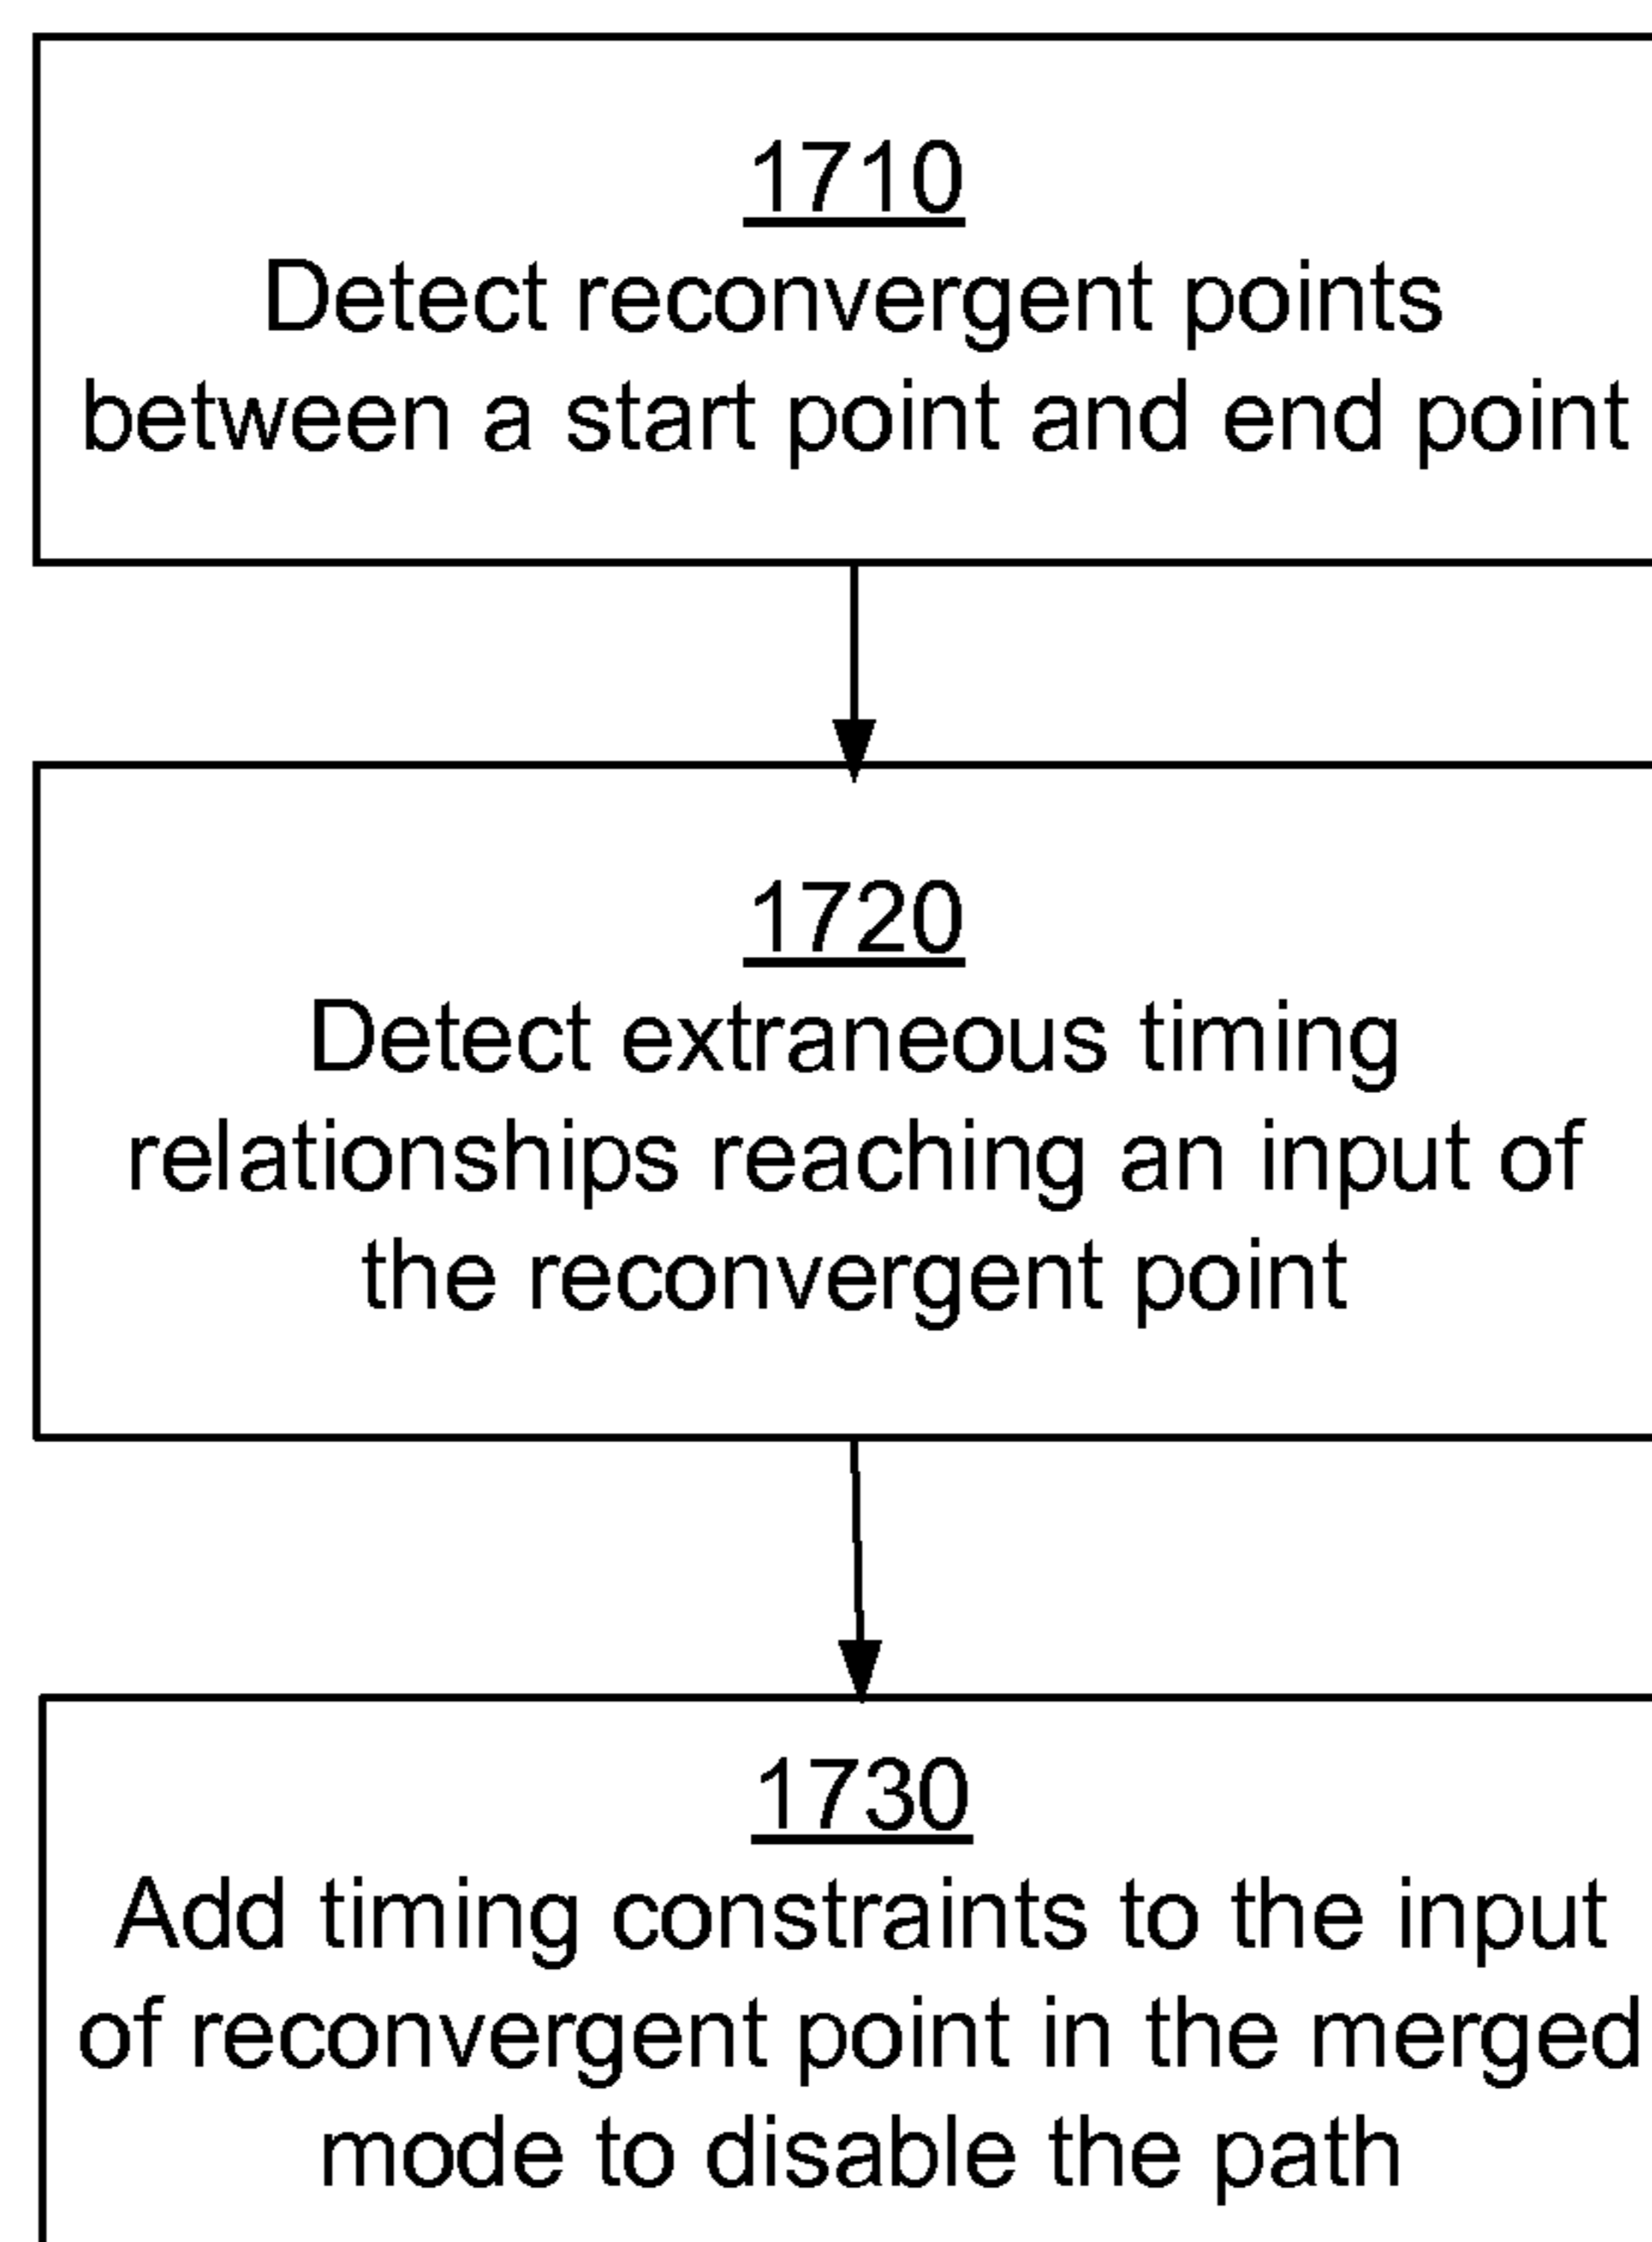 1710
Detect reconvergent points
between a start point and end point
1720
Detect extraneous timing
relationships reaching an input of
the reconvergent point
1730
Add timing constraints to the input
of reconvergent point in the merged
mode to disable the path